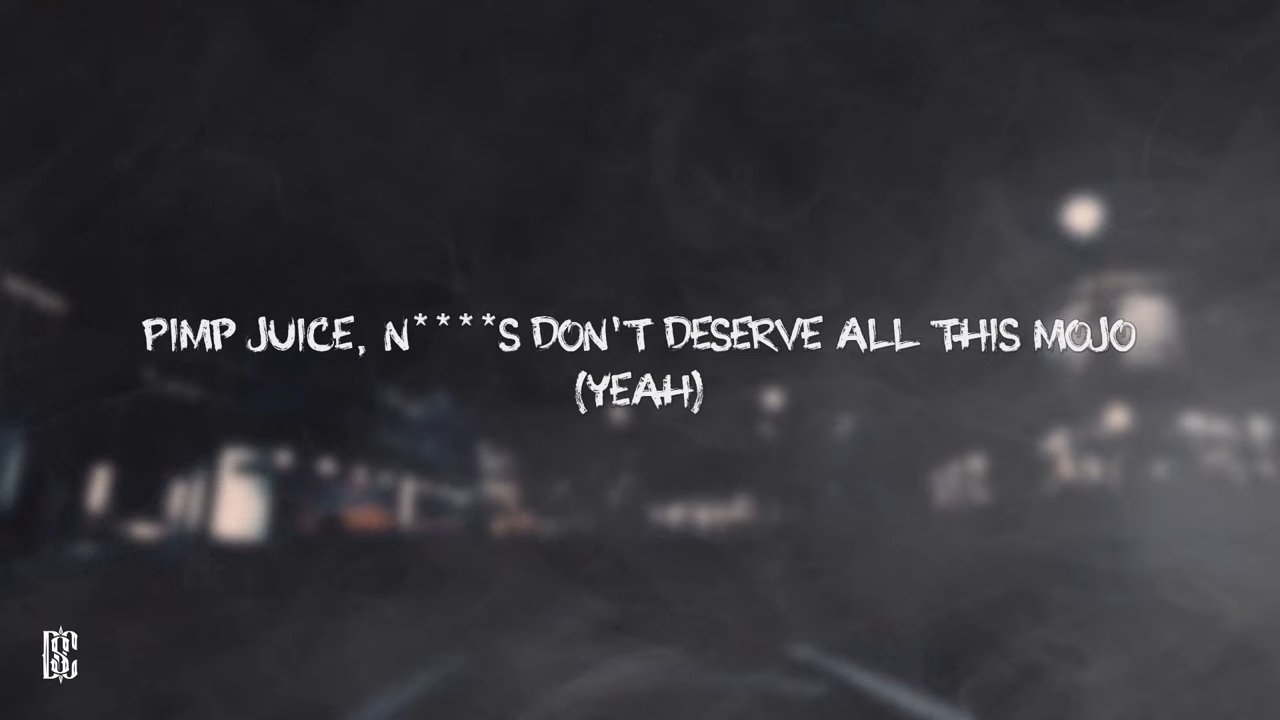 PIMP JUICE, N****S DON'T DESERVE ALL THIS MOJO
(YEAH)